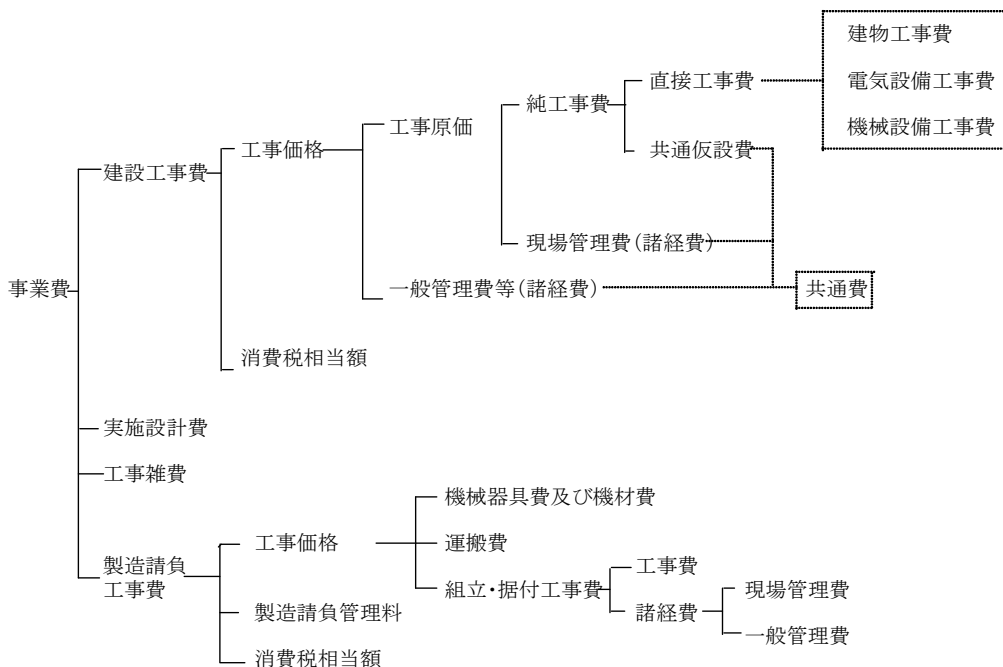 建物工事費
直接工事費
電気設備工事費
純工事費
工事原価
機械設備工事費
工事価格
共通仮設費
建設工事費
現場管理費(諸経費)
事業費
一般管理費等(諸経費)
共通費
消費税相当額
実施設計費
工事雑費
機械器具費及び機材費
工事価格
運搬費
製造請負
工事費
組立・据付工事費
工事費
現場管理費
製造請負管理料
諸経費
一般管理費
消費税相当額